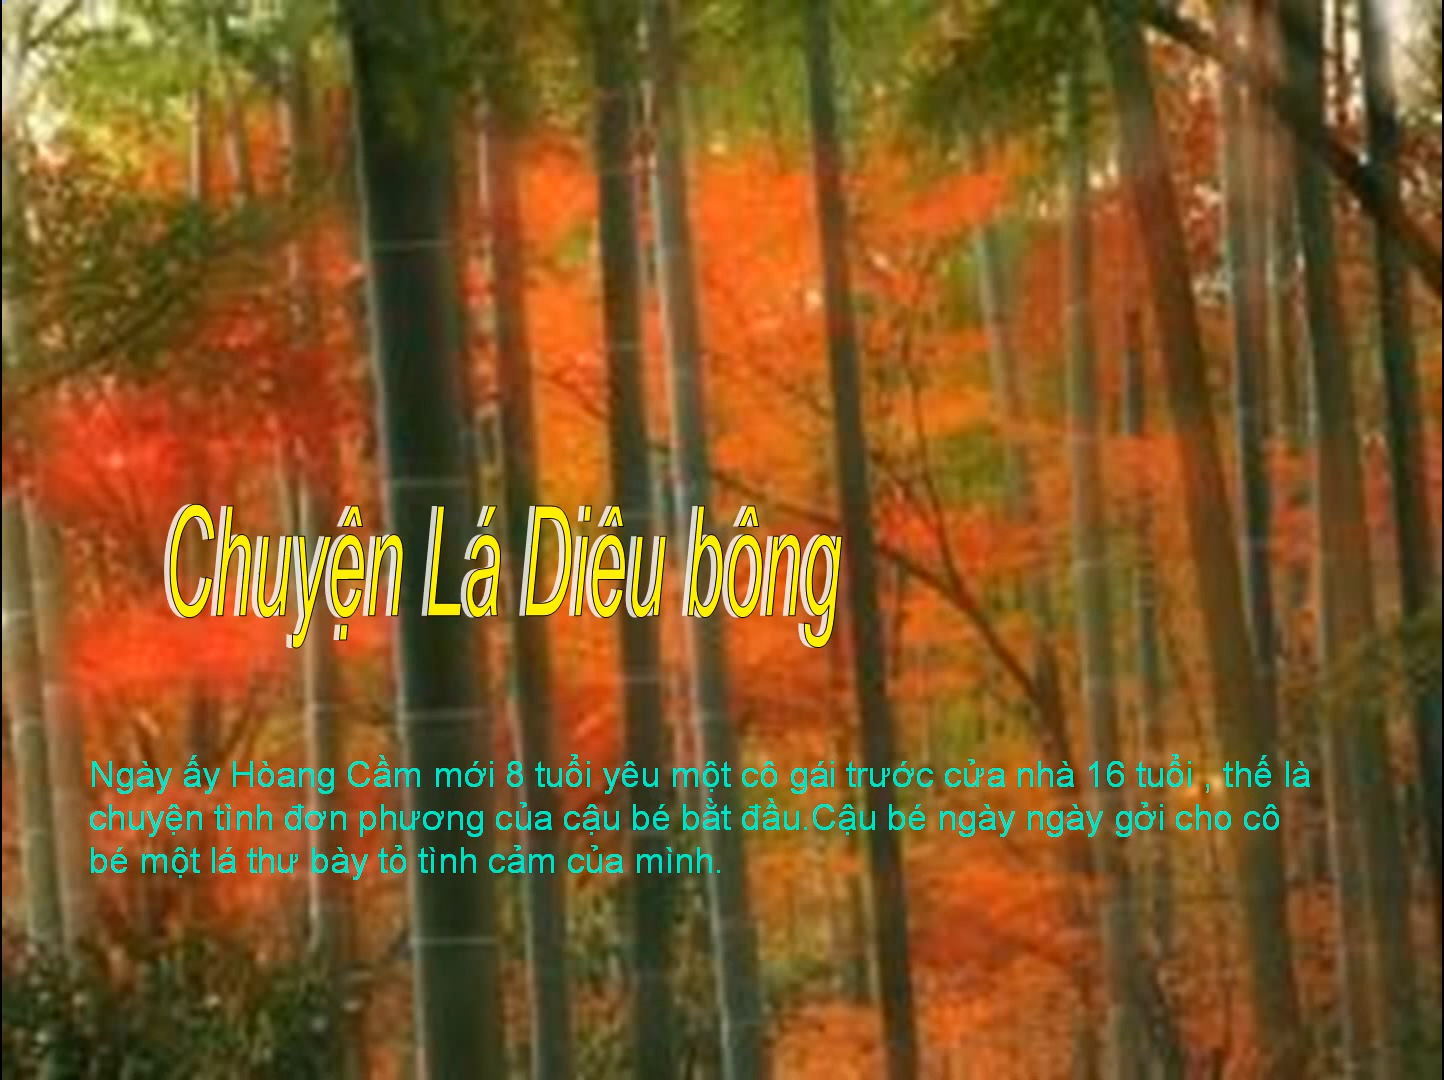 Chuyện Lá Diêu bông
Ngày ấy Hòang Cầm mới 8 tuổi yêu một cô gái trước cửa nhà 16 tuổi , thế là
chuyện tình đơn phương của cậu bé bằt đầu.Cậu bé ngày ngày gởi cho cô
bé một lá thư bày tỏ tình cảm của mình.